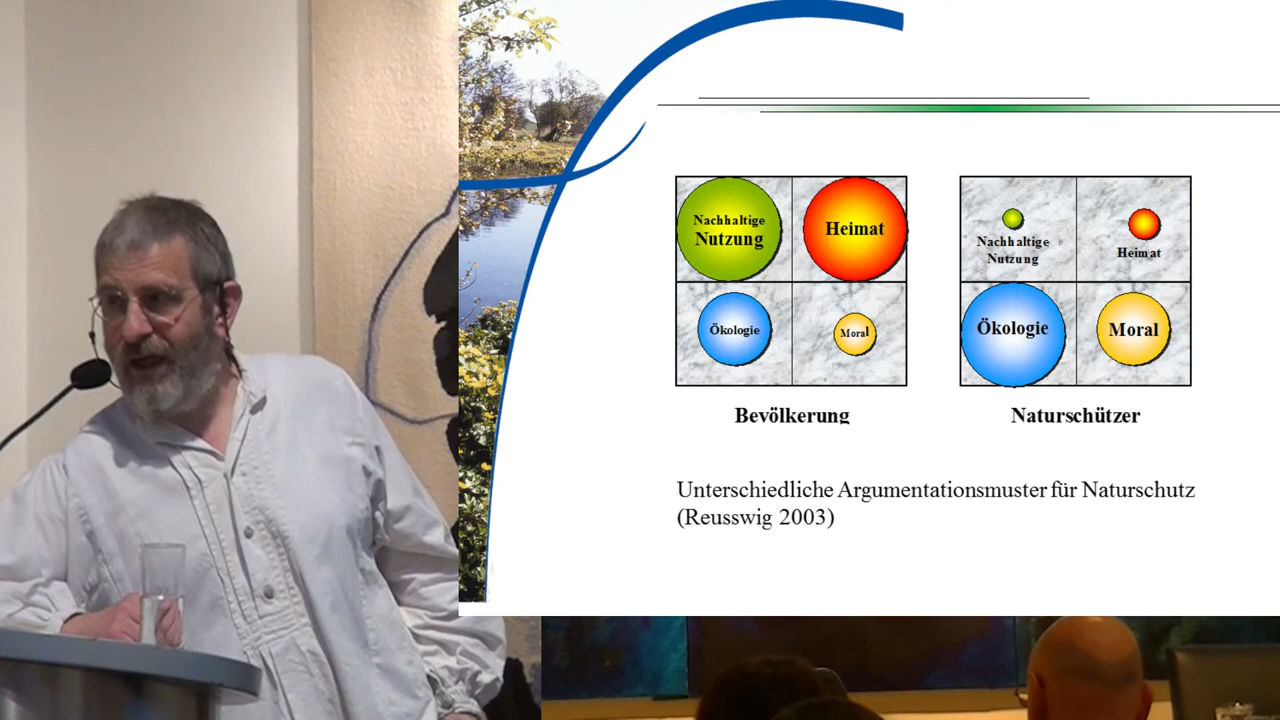 Nachhaltige
Nutzung
Heimat
Ökologie
Moral
Bevölkerung
Nachhaltige
Nutzung
Heimat
Ökologie
Moral
Naturschützer
Unterschiedliche Argumentationsmuster für Naturschutz
(Reusswig 2003)